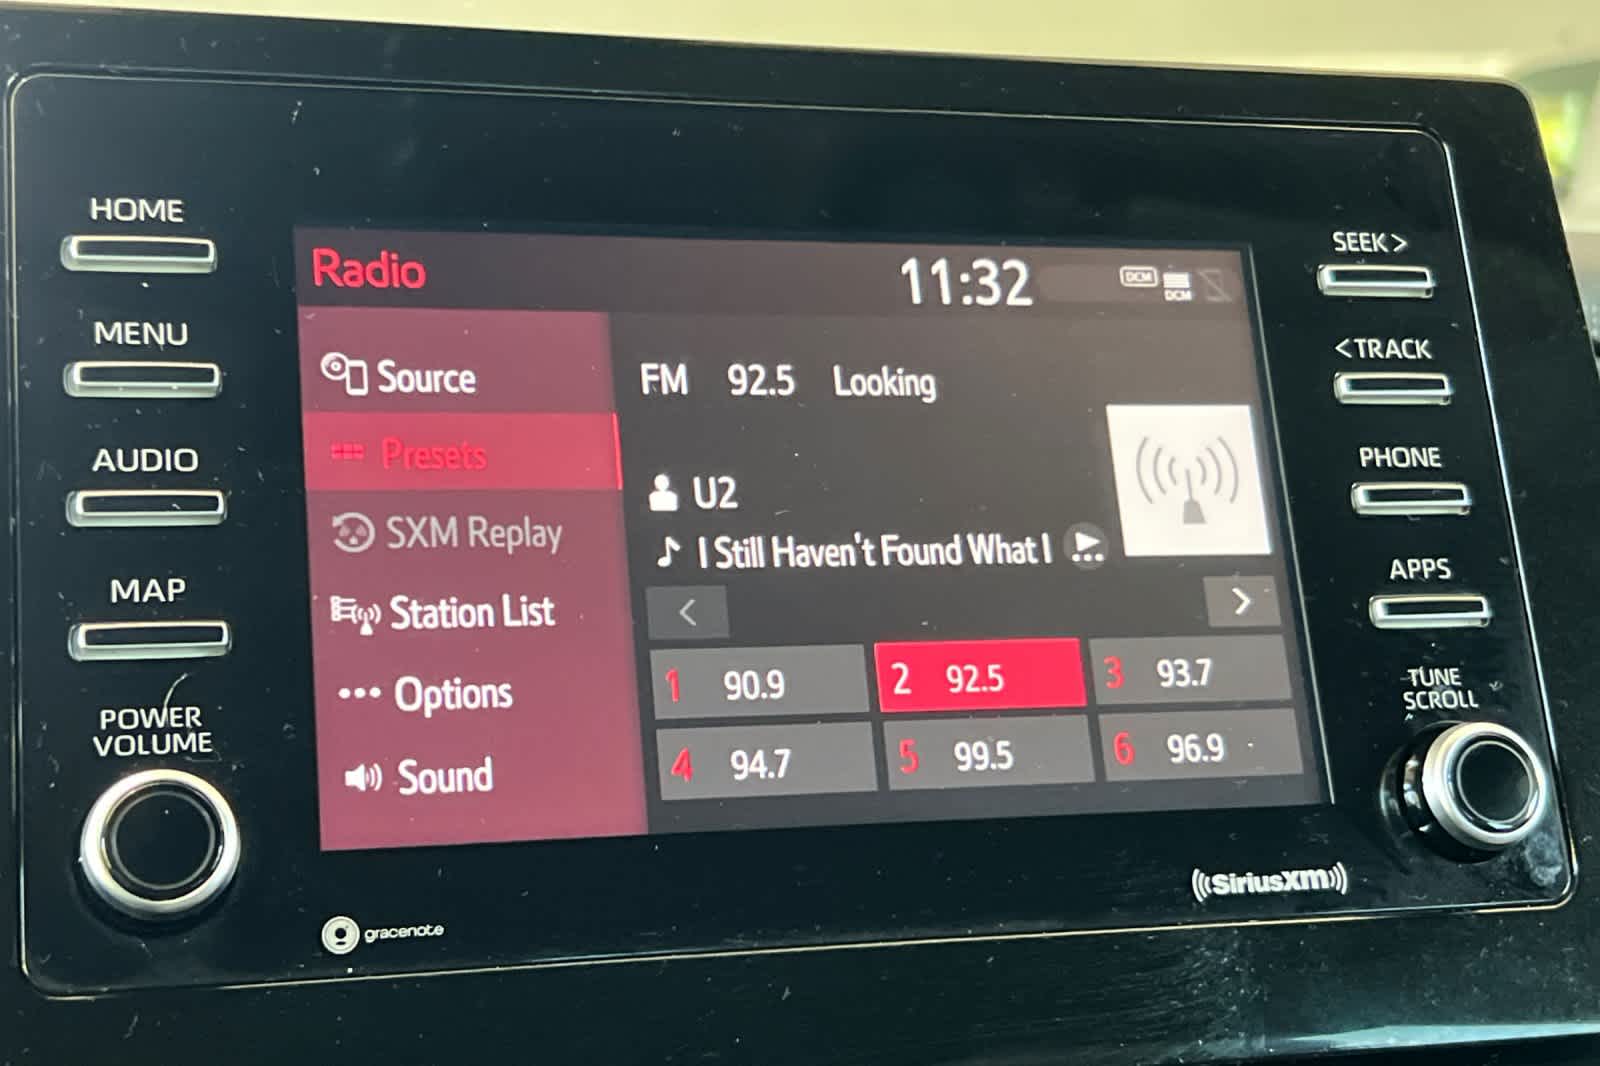 HOME
MENU
AUDIO
MAP
POWER
VOLUME
Radio
11:32
DCM
DCM
Source
Presets
SXM Replay
Station List
Options
Sound
FM 92.5 Looking
U2
I Still Haven't Found What I
1 90.9
2 92.5
3 93.7
4 94.7
5 99.5
6 96.9
SEEK >
< TRACK
PHONE
APPS
TUNE
SCROLL
gracenote
SiriusXM